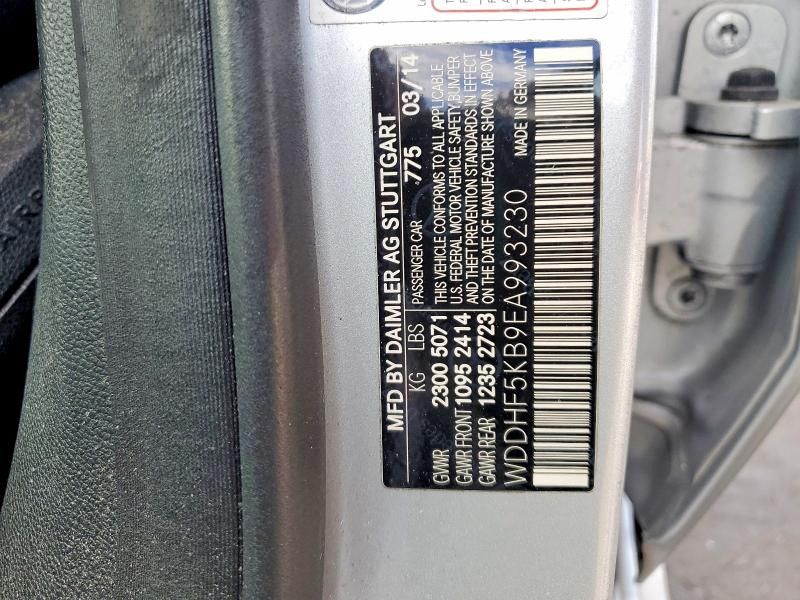 MFD BY DAIMLER AG STUTTGART
775 03/14
KG LBS PASSENGER CAR
GVWR 2300 5071
GAWR FRONT 1095 2414
GAWR REAR 1235 2723
THIS VEHICLE CONFORMS TO ALL APPLICABLE
U.S. FEDERAL MOTOR VEHICLE SAFETY, BUMPER
AND THEFT PREVENTION STANDARDS IN EFFECT
ON THE DATE OF MANUFACTURE SHOWN ABOVE
WDDHF5KB9EA993230 MADE IN GERMANY